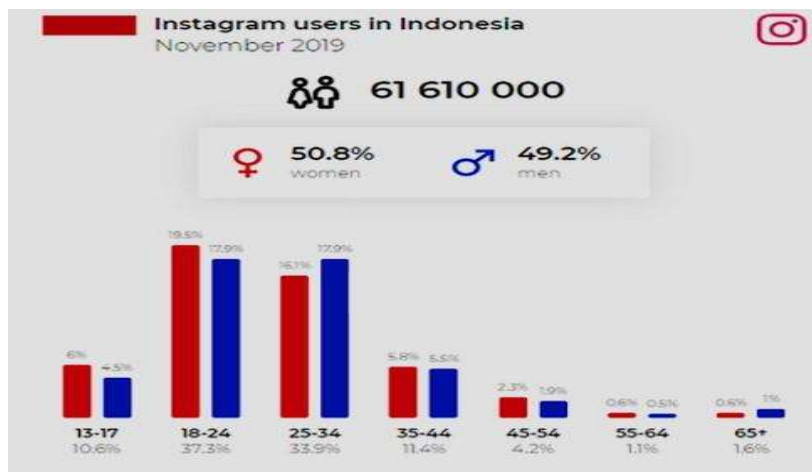 Instagram users in Indonesia
November 2019
61 610 000
50.8%
women
49.2%
men
19.5% 17.9% 16.1% 17.9%
6% 4.5% 5.8% 5.5% 2.3% 1.9% 0.6% 0.5% 0.6% 1%
13-17 18-24 25-34 35-44 45-54 55-64 65+
10.6% 37.3% 33.9% 11.4% 4.2% 1.1% 1.6%